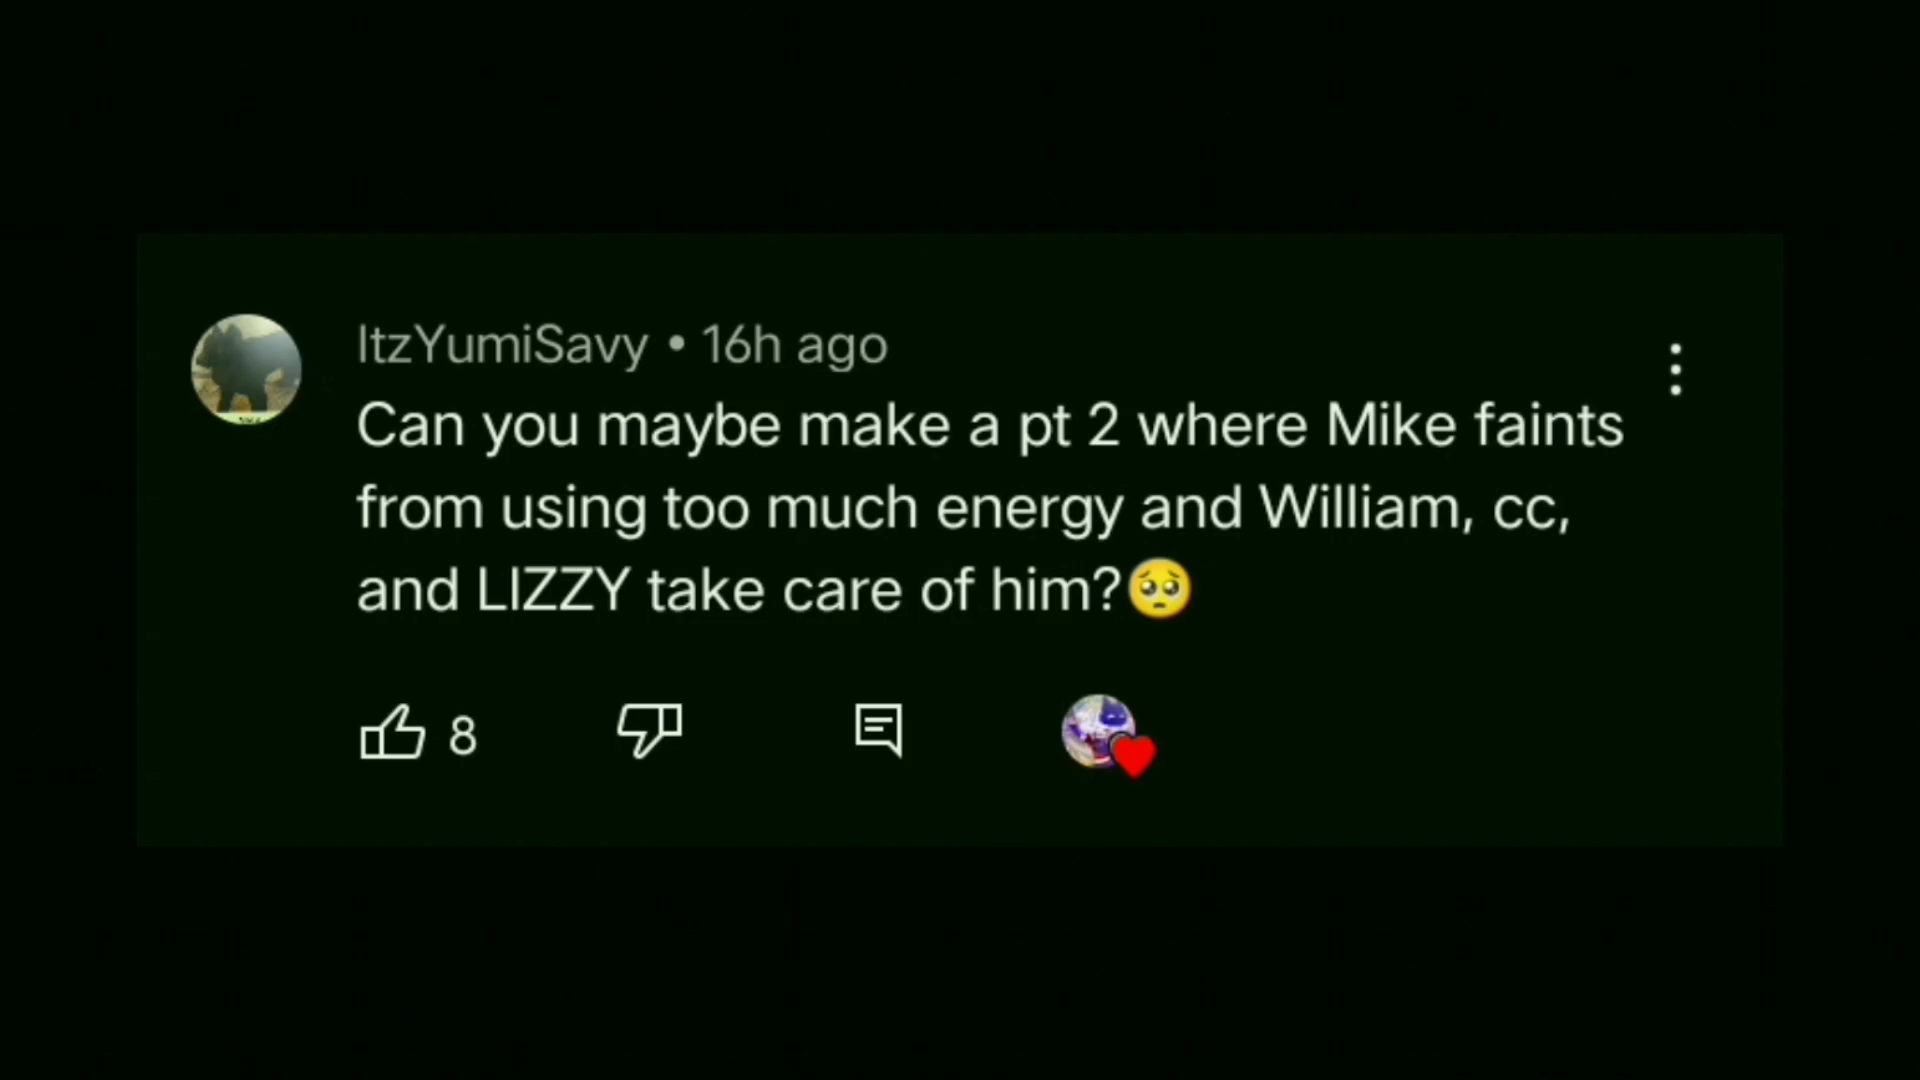 ItzYumiSavy • 16h ago
Can you maybe make a pt 2 where Mike faints
from using too much energy and William, cc,
and LIZZY take care of him?🥺
8